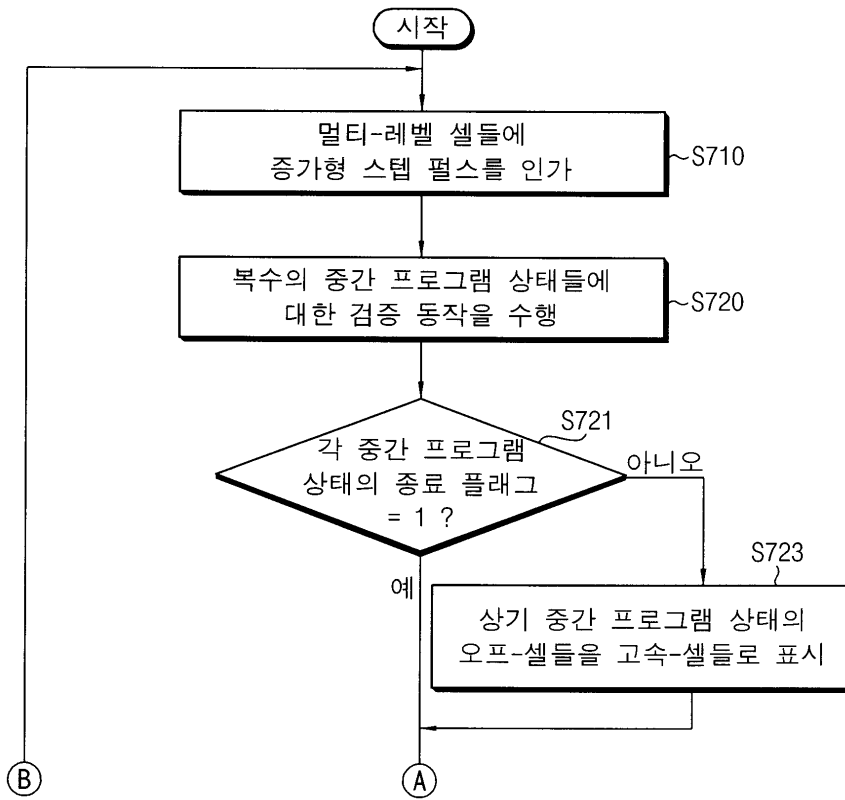 시작
멀티-레벨 셀들에
증가형 스텝 펄스를 인가
S710
복수의 중간 프로그램 상태들에
대한 검증 동작을 수행
S720
S721
각 중간 프로그램
상태의 종료 플래그
= 1 ?
아니오
예
S723
상기 중간 프로그램 상태의
오프-셀들을 고속-셀들로 표시
B
A